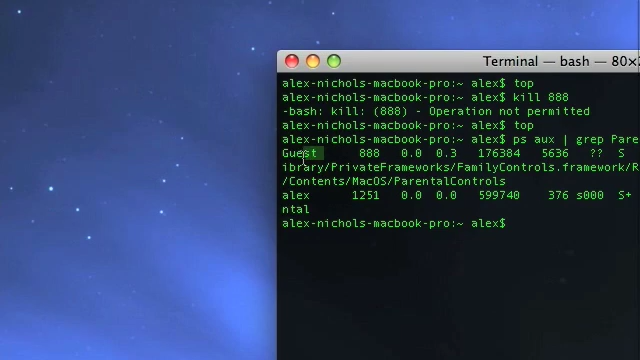 Terminal — bash — 80×
alex-nichols-macbook-pro:~ alex$ top
alex-nichols-macbook-pro:~ alex$ kill 888
-bash: kill: (888) - Operation not permitted
alex-nichols-macbook-pro:~ alex$ top
alex-nichols-macbook-pro:~ alex$ ps aux | grep Pare
Guest 888 0.0 0.3 176384 5636 ?? S
ibrary/PrivateFrameworks/FamilyControls.framework/R
/Contents/MacOS/ParentalControls
alex 1251 0.0 0.0 599740 376 s000 S+
ntal
alex-nichols-macbook-pro:~ alex$